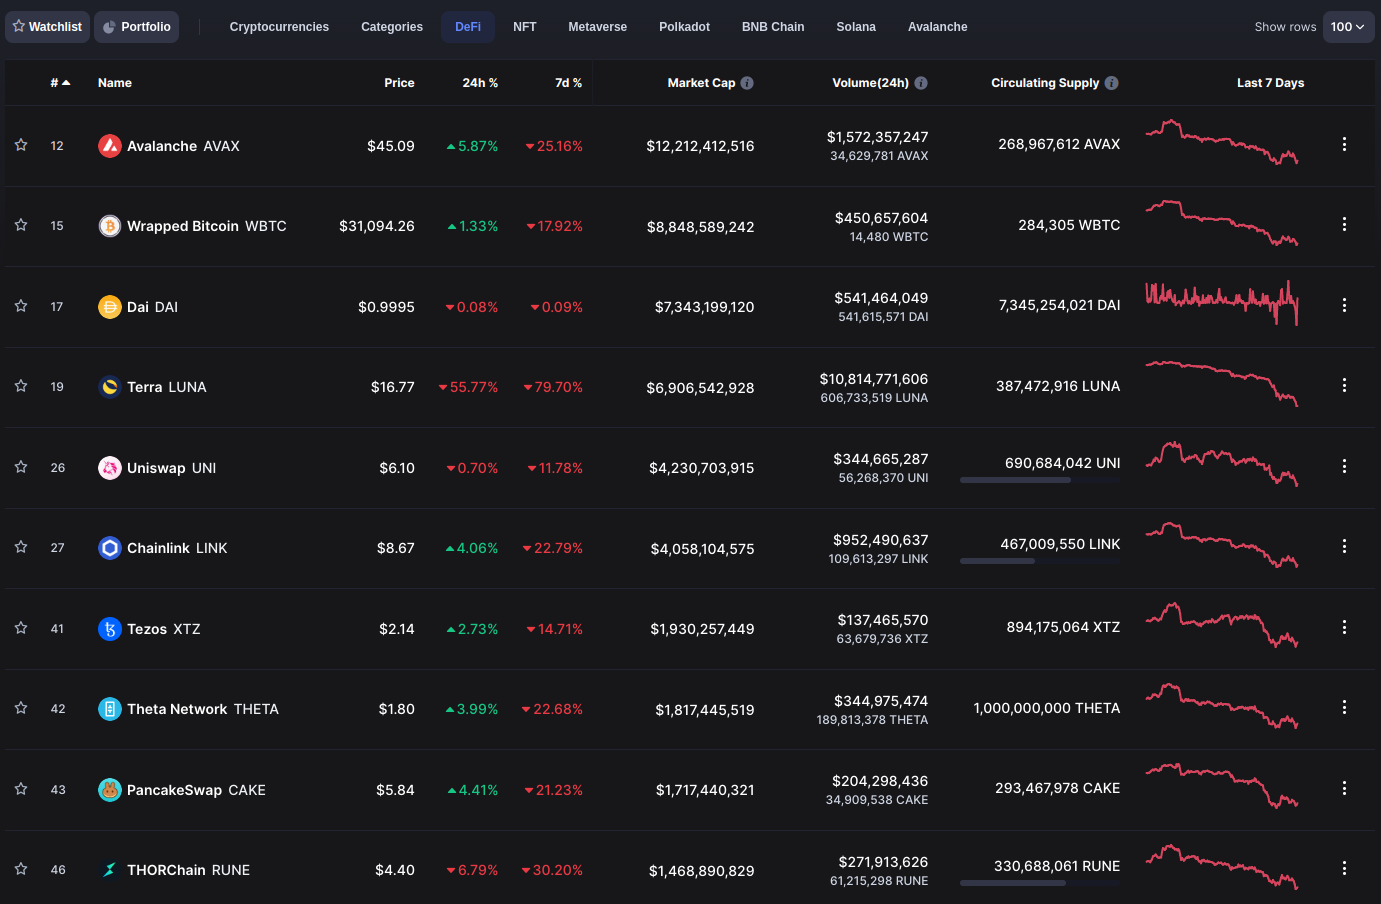 Watchlist Portfolio Cryptocurrencies Categories DeFi NFT Metaverse Polkadot BNB Chain Solana Avalanche Show rows 100
# Name Price 24h % 7d % Market Cap Volume(24h) Circulating Supply Last 7 Days
12 Avalanche AVAX $45.09 5.87% 25.16% $12,212,412,516 $1,572,357,247 268,967,612 AVAX
34,629,781 AVAX
15 Wrapped Bitcoin WBTC $31,094.26 1.33% 17.92% $8,848,589,242 $450,657,604 284,305 WBTC
14,480 WBTC
17 Dai DAI $0.9995 0.08% 0.09% $7,343,199,120 $541,464,049 7,345,254,021 DAI
541,615,571 DAI
19 Terra LUNA $16.77 55.77% 79.70% $6,906,542,928 $10,814,771,606 387,472,916 LUNA
606,733,519 LUNA
26 Uniswap UNI $6.10 0.70% 11.78% $4,230,703,915 $344,665,287 690,684,042 UNI
56,268,370 UNI
27 Chainlink LINK $8.67 4.06% 22.79% $4,058,104,575 $952,490,637 467,009,550 LINK
109,613,297 LINK
41 Tezos XTZ $2.14 2.73% 14.71% $1,930,257,449 $137,465,570 894,175,064 XTZ
63,679,736 XTZ
42 Theta Network THETA $1.80 3.99% 22.68% $1,817,445,519 $344,975,474 1,000,000,000 THETA
189,813,378 THETA
43 PancakeSwap CAKE $5.84 4.41% 21.23% $1,717,440,321 $204,298,436 293,467,978 CAKE
34,909,538 CAKE
46 THORChain RUNE $4.40 6.79% 30.20% $1,468,890,829 $271,913,626 330,688,061 RUNE
61,215,298 RUNE